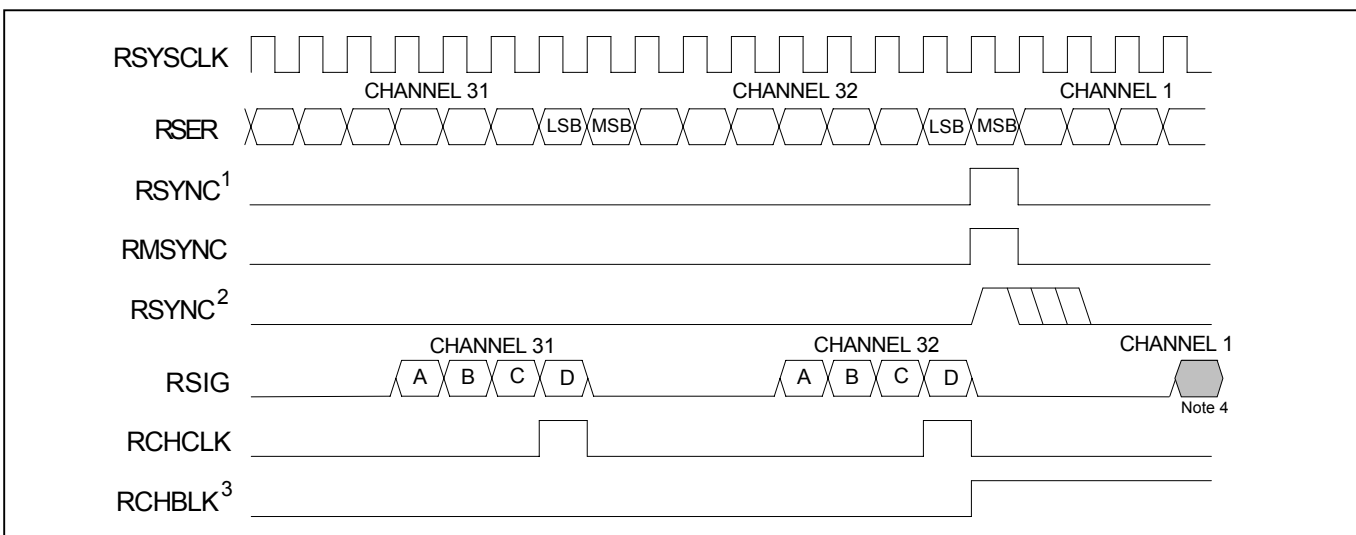 RSYSCLK
CHANNEL 31 CHANNEL 32 CHANNEL 1
RSER LSB MSB LSB MSB
RSYNC1
RMSYNC
RSYNC2
CHANNEL 31 CHANNEL 32 CHANNEL 1
RSIG A B C D A B C D
Note 4
RCHCLK
RCHBLK3